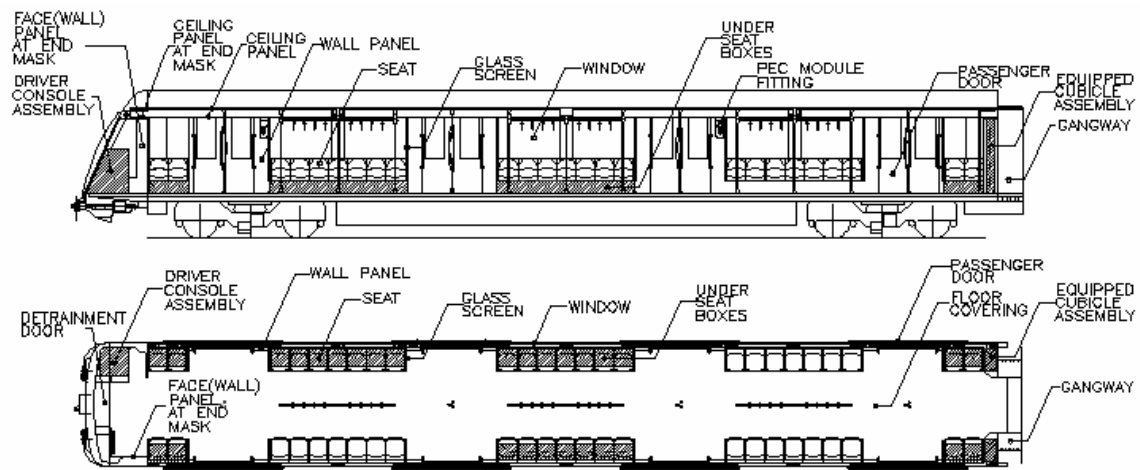 FACE(WALL)
PANEL
AT END
MASK
DRIVER
CONSOLE
ASSEMBLY
CEILING
PANEL
AT END
MASK
CEILING
PANEL
WALL PANEL
SEAT
GLASS
SCREEN
WINDOW
UNDER
SEAT
BOXES
PEC MODULE
FITTING
PASSENGER
DOOR
EQUIPPED
CUBICLE
ASSEMBLY
GANGWAY
DETRAINMENT
DOOR
DRIVER
CONSOLE
ASSEMBLY
WALL PANEL
SEAT
GLASS
SCREEN
WINDOW
UNDER
SEAT
BOXES
PASSENGER
DOOR
FLOOR
COVERING
EQUIPPED
CUBICLE
ASSEMBLY
FACE(WALL)
PANEL
AT END
MASK
GANGWAY